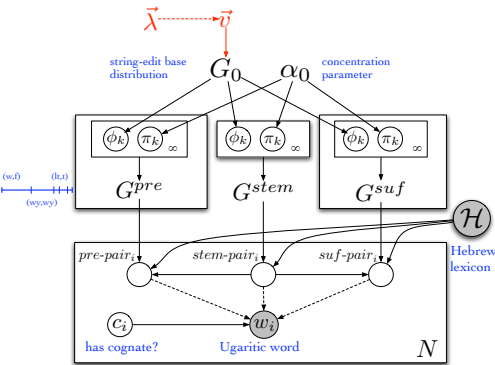 λ⃗ v⃗
string-edit base
distribution
G₀ α₀
concentration
parameter
ϕₖ πₖ ∞ ϕₖ πₖ ∞ ϕₖ πₖ ∞
(w,f) (lt,t)
(wy,wy)
Gᵖʳᵉ Gˢᵗᵉᵐ Gˢᵘᶠ
ℋ
Hebrew
lexicon
pre-pairᵢ stem-pairᵢ suf-pairᵢ
cᵢ wᵢ
has cognate? Ugaritic word N